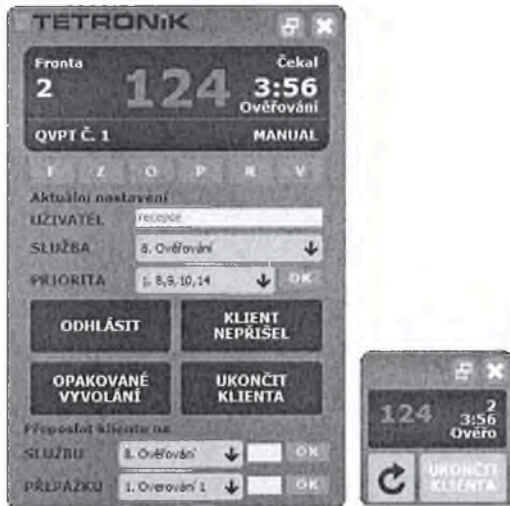 TETRONiK
Fronta
2
124
Čekal
3:56
Ověřování
QVPT Č. 1
MANUAL
F Z O P R V
Aktuální nastavení
UŽIVATEL recepce
SLUŽBA 8. Ověřování
PRIORITA 1. 8,9,10,14 OK
ODHLÁSIT
KLIENT
NEPŘIŠEL
OPAKOVANÉ
VYVOLÁNÍ
UKONČIT
KLIENTA
Přeposlat klienta na
SLUŽBU 8. Ověřování OK
PŘEPÁŽKU 1. Overování 1 OK
124
2
3:56
Ověřo
UKONČIT
KLIENTA